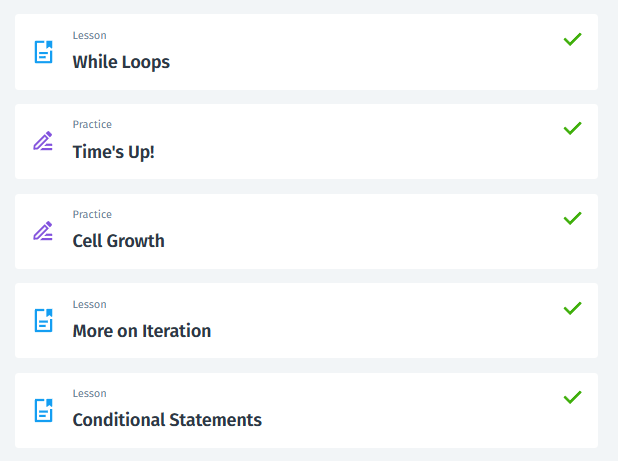 Lesson
While Loops
Practice
Time's Up!
Practice
Cell Growth
Lesson
More on Iteration
Lesson
Conditional Statements